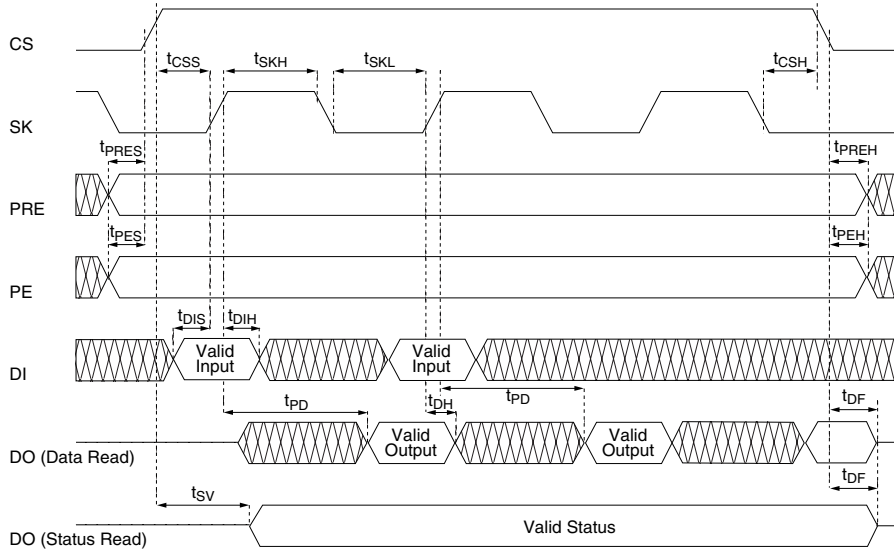 CS
tCSS
tSKH
tSKL
tCSH
SK
tPRES
tPREH
PRE
tPES
tPEH
PE
tDIS
tDIH
Valid
Input
Valid
Input
DI
tPD
tDH
tPD
tDF
Valid
Output
Valid
Output
DO (Data Read)
tDF
tSV
Valid Status
DO (Status Read)